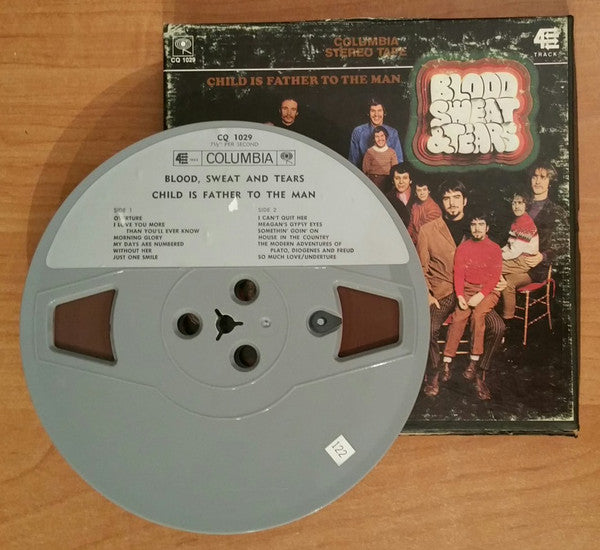 COLUMBIA
STEREO TAPE
CQ 1029
4
TRACK
CHILD IS FATHER TO THE MAN
BLOOD
SWEAT
& TEARS
CQ 1029
7½" PER SECOND
4 TRACK COLUMBIA
BLOOD, SWEAT AND TEARS
CHILD IS FATHER TO THE MAN
SIDE 1
OVERTURE
I LOVE YOU MORE
THAN YOU'LL EVER KNOW
MORNING GLORY
MY DAYS ARE NUMBERED
WITHOUT HER
JUST ONE SMILE
SIDE 2
I CAN'T QUIT HER
MEAGAN'S GYPSY EYES
SOMETHIN' GOIN' ON
HOUSE IN THE COUNTRY
THE MODERN ADVENTURES OF
PLATO, DIOGENES AND FREUD
SO MUCH LOVE/UNDERTURE
122